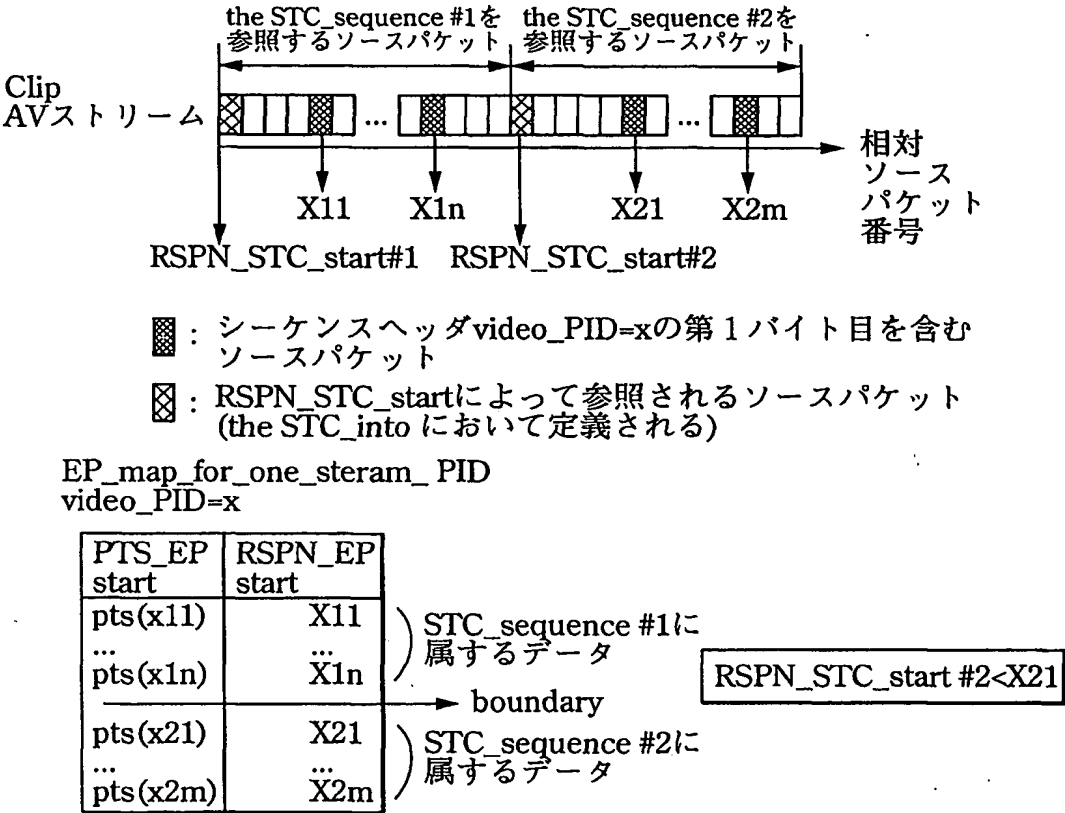 the STC_sequence #1を
参照するソースパケット
the STC_sequence #2を
参照するソースパケット
Clip
AVストリーム
...
...
相対
ソース
パケット
番号
X11
X1n
X21
X2m
RSPN_STC_start#1
RSPN_STC_start#2
: シーケンスヘッダvideo_PID=xの第1バイト目を含む
ソースパケット
: RSPN_STC_startによって参照されるソースパケット
(the STC_into において定義される)
EP_map_for_one_steram_ PID
video_PID=x
PTS_EP
start
RSPN_EP
start
pts(x11) X11
... ...
pts(x1n) X1n
STC_sequence #1に
属するデータ
boundary
RSPN_STC_start #2<X21
pts(x21) X21
... ...
pts(x2m) X2m
STC_sequence #2に
属するデータ